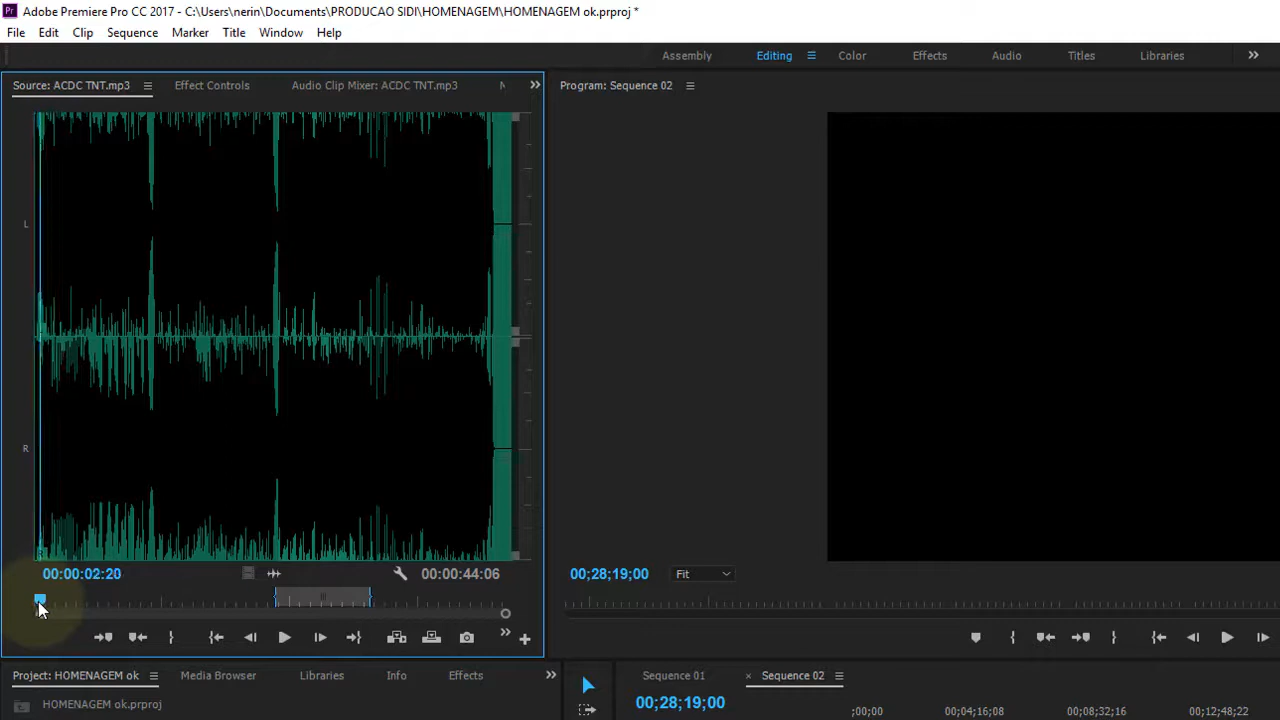 Pr Adobe Premiere Pro CC 2017 - C:\Users\nerin\Documents\PRODUCAO SIDI\HOMENAGEM\HOMENAGEM ok.prproj *
File Edit Clip Sequence Marker Title Window Help
Assembly Editing Color Effects Audio Titles Libraries
Source: ACDC TNT.mp3 Effect Controls Audio Clip Mixer: ACDC TNT.mp3 Program: Sequence 02
L
R
00:00:02:20 00:00:44:06 00;28;19;00 Fit
Project: HOMENAGEM ok Media Browser Libraries Info Effects Sequence 01 × Sequence 02
HOMENAGEM ok.prproj 00;28;19;00 ;00;00 00;04;16;08 00;08;32;16 00;12;48;22